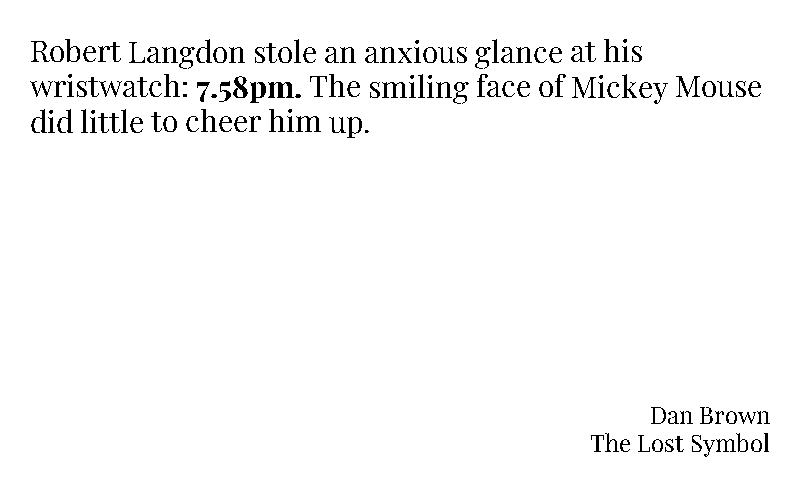 Robert Langdon stole an anxious glance at his
wristwatch: 7.58pm. The smiling face of Mickey Mouse
did little to cheer him up.
Dan Brown
The Lost Symbol